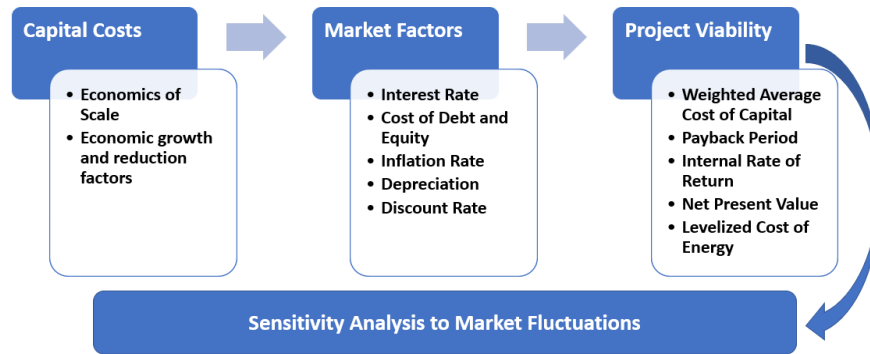 Capital Costs
• Economics of
Scale
• Economic growth
and reduction
factors
Market Factors
• Interest Rate
• Cost of Debt and
Equity
• Inflation Rate
• Depreciation
• Discount Rate
Project Viability
• Weighted Average
Cost of Capital
• Payback Period
• Internal Rate of
Return
• Net Present Value
• Levelized Cost of
Energy
Sensitivity Analysis to Market Fluctuations